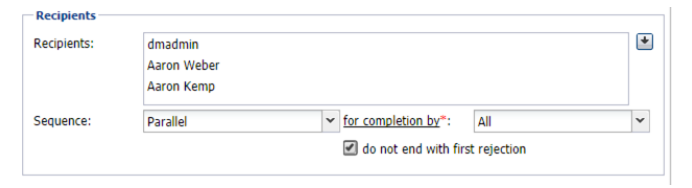 Recipients
Recipients:
dmadmin
Aaron Weber
Aaron Kemp
Sequence: Parallel for completion by*: All
do not end with first rejection